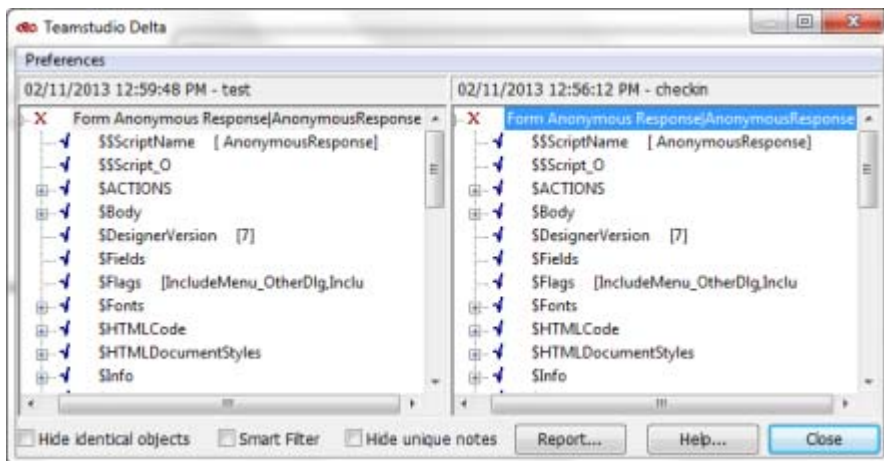 Teamstudio Delta
Preferences
02/11/2013 12:59:48 PM - test
02/11/2013 12:56:12 PM - checkin
X Form Anonymous Response|AnonymousResponse
$$ScriptName [ AnonymousResponse]
$$Script_O
$ACTIONS
$Body
$DesignerVersion [7]
$Fields
$Flags [IncludeMenu_OtherDlg,Inclu
$Fonts
$HTMLCode
$HTMLDocumentStyles
$Info
X Form Anonymous Response|AnonymousResponse
$$ScriptName [ AnonymousResponse]
$$Script_O
$ACTIONS
$Body
$DesignerVersion [7]
$Fields
$Flags [IncludeMenu_OtherDlg,Inclu
$Fonts
$HTMLCode
$HTMLDocumentStyles
$Info
Hide identical objects Smart Filter Hide unique notes Report... Help... Close